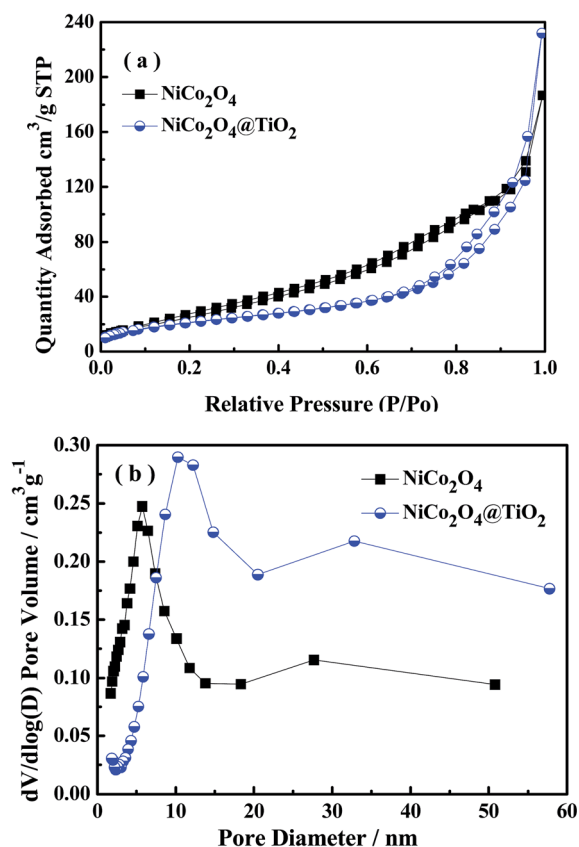 ( a )
NiCo2O4
NiCo2O4@TiO2
Quantity Adsorbed cm3/g STP
240
200
160
120
80
40
0
0.0 0.2 0.4 0.6 0.8 1.0
Relative Pressure (P/Po)
( b )
NiCo2O4
NiCo2O4@TiO2
dV/dlog(D) Pore Volume / cm3g-1
0.30
0.25
0.20
0.15
0.10
0.05
0.00
0 10 20 30 40 50 60
Pore Diameter / nm